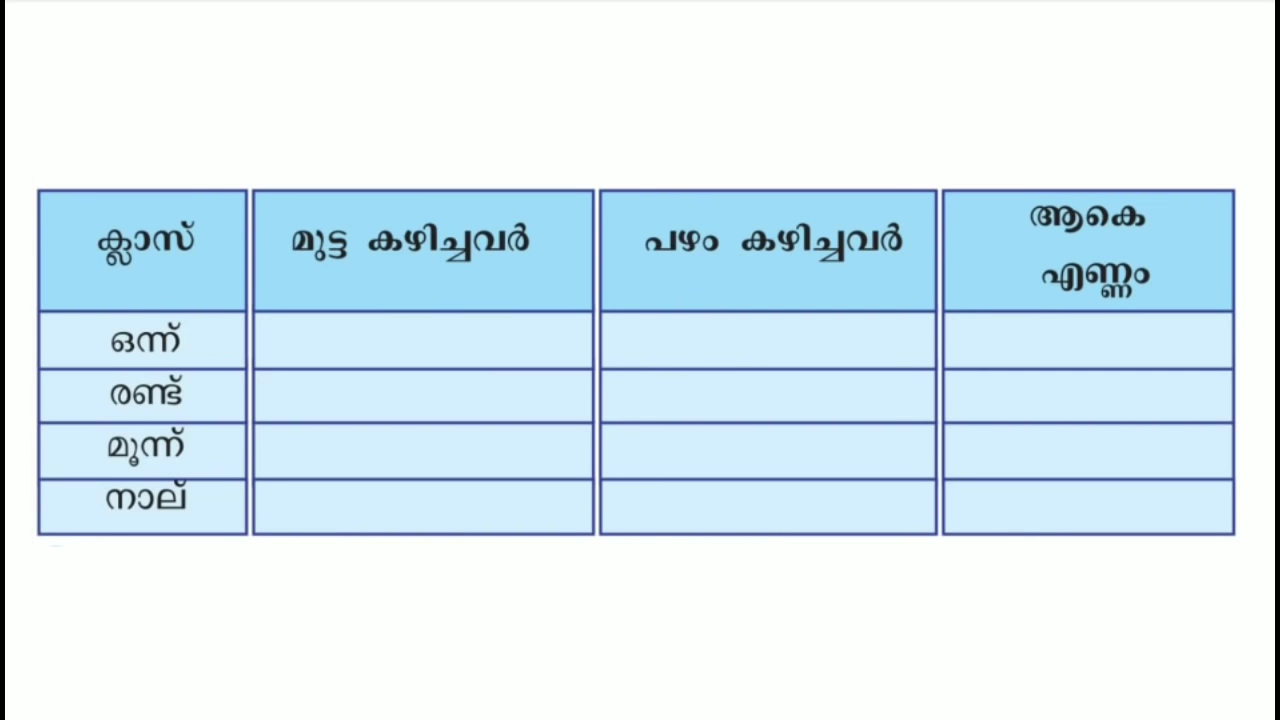 ക്ലാസ് മുട്ട കഴിച്ചവർ പഴം കഴിച്ചവർ ആകെ എണ്ണം
ഒന്ന്
രണ്ട്
മൂന്ന്
നാല്